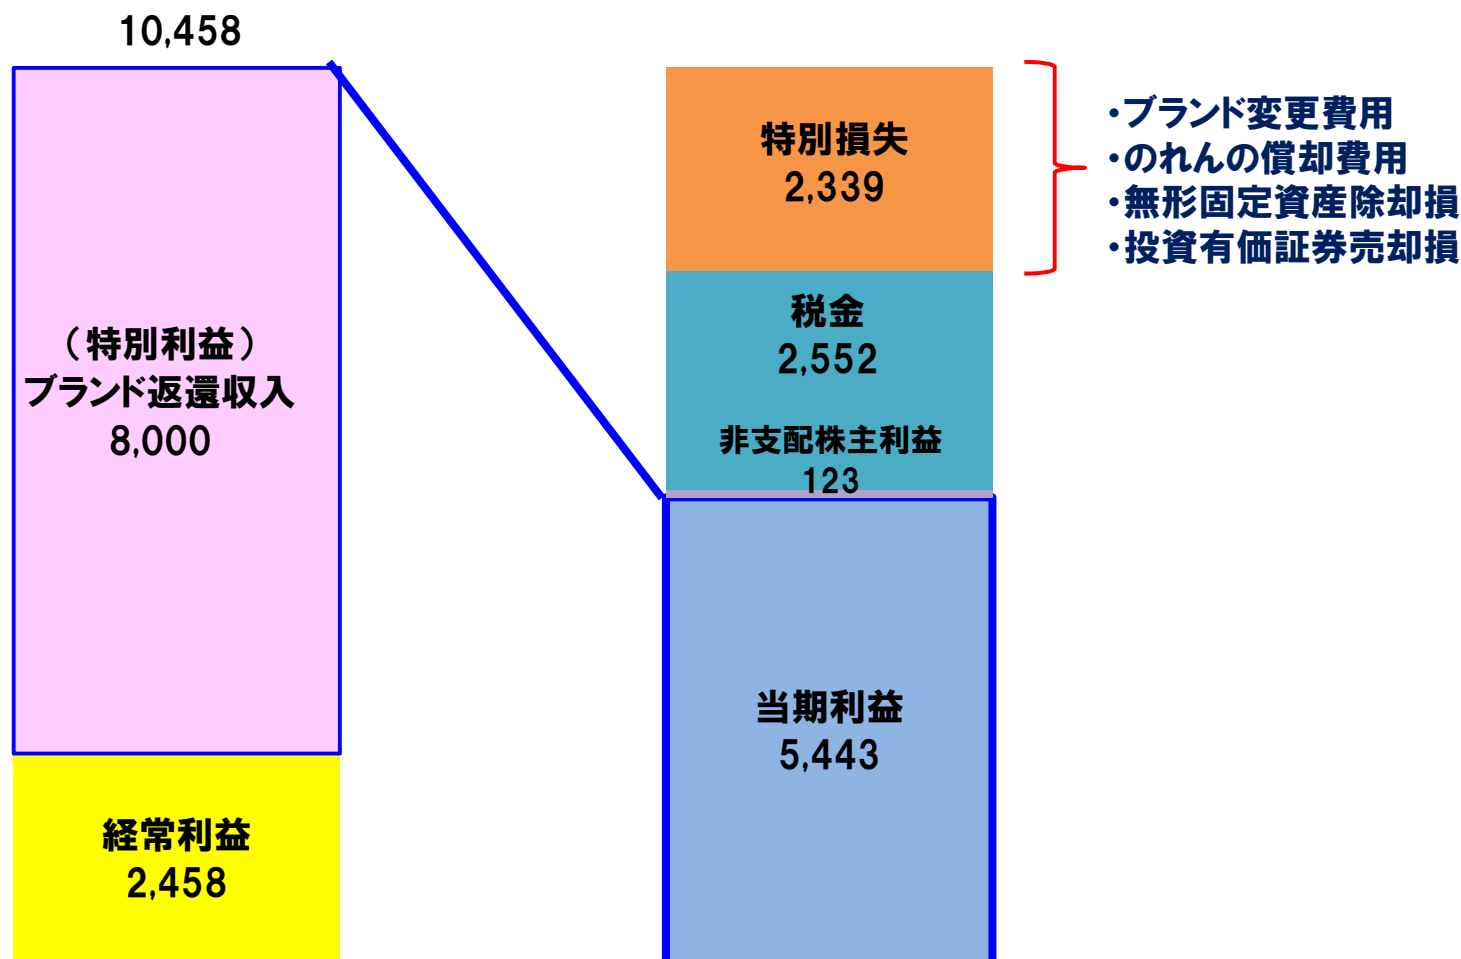 10,458
（特別利益）
ブランド返還収入
8,000
経常利益
2,458
特別損失
2,339
税金
2,552
非支配株主利益
123
当期利益
5,443
・ブランド変更費用
・のれんの償却費用
・無形固定資産除却損
・投資有価証券売却損